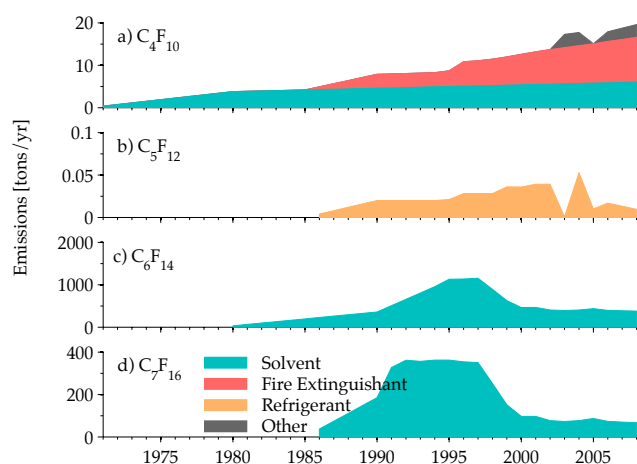 Emissions [tons/yr]
20
a) C4F10
10
0
0.1
b) C5F12
0.05
0
2000
c) C6F14
1000
0
400
d) C7F16
200
0
Solvent
Fire Extinguishant
Refrigerant
Other
1975 1980 1985 1990 1995 2000 2005